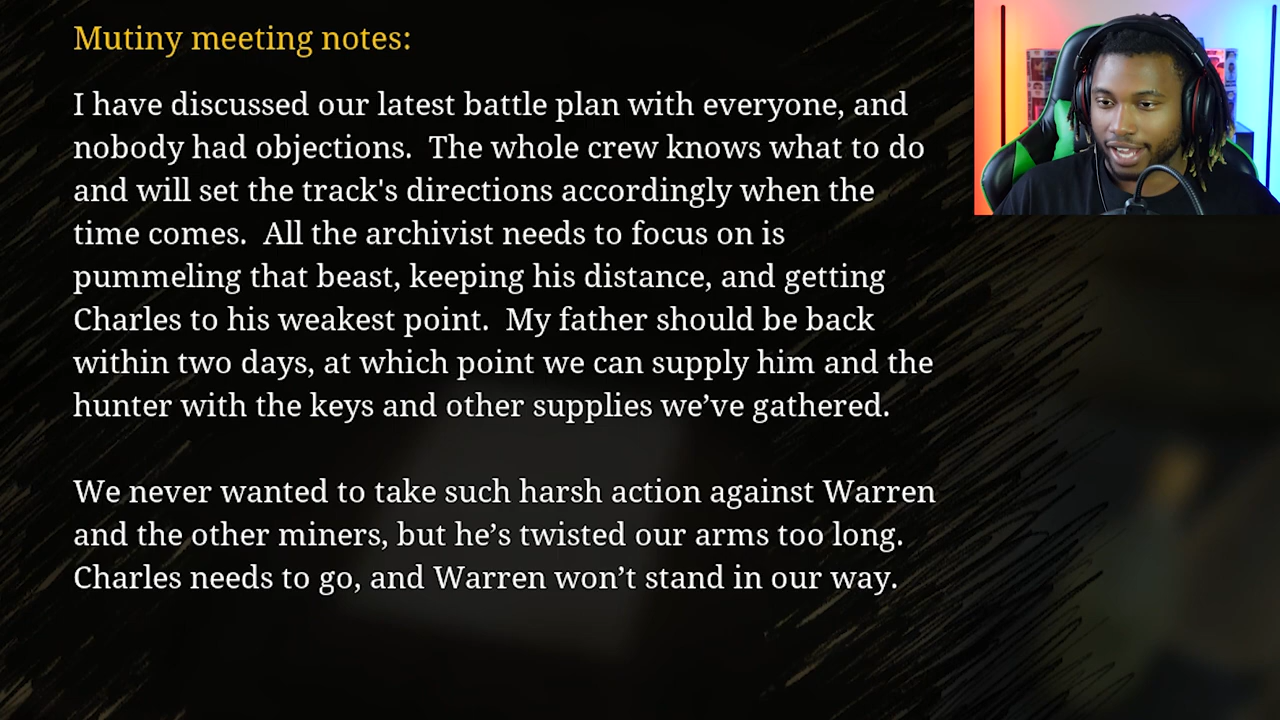 Mutiny meeting notes:
I have discussed our latest battle plan with everyone, and
nobody had objections.  The whole crew knows what to do
and will set the track's directions accordingly when the
time comes.  All the archivist needs to focus on is
pummeling that beast, keeping his distance, and getting
Charles to his weakest point.  My father should be back
within two days, at which point we can supply him and the
hunter with the keys and other supplies we’ve gathered.
We never wanted to take such harsh action against Warren
and the other miners, but he’s twisted our arms too long.
Charles needs to go, and Warren won’t stand in our way.